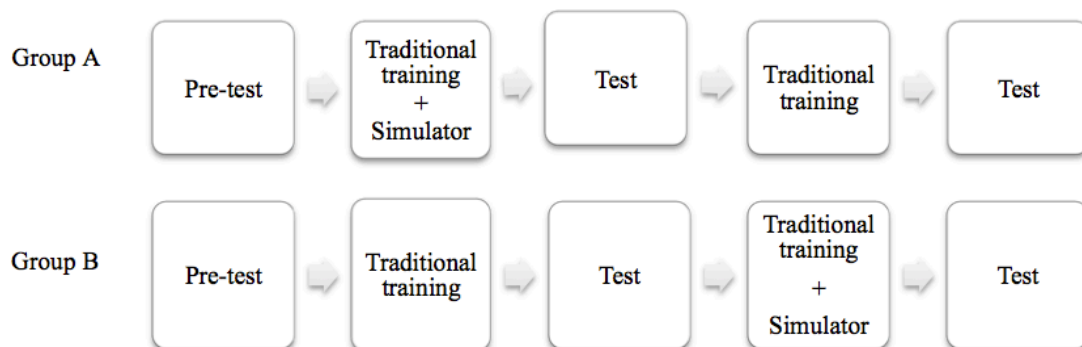 Group A
Pre-test
Traditional
training
+
Simulator
Test
Traditional
training
Test
Group B
Pre-test
Traditional
training
Test
Traditional
training
+
Simulator
Test